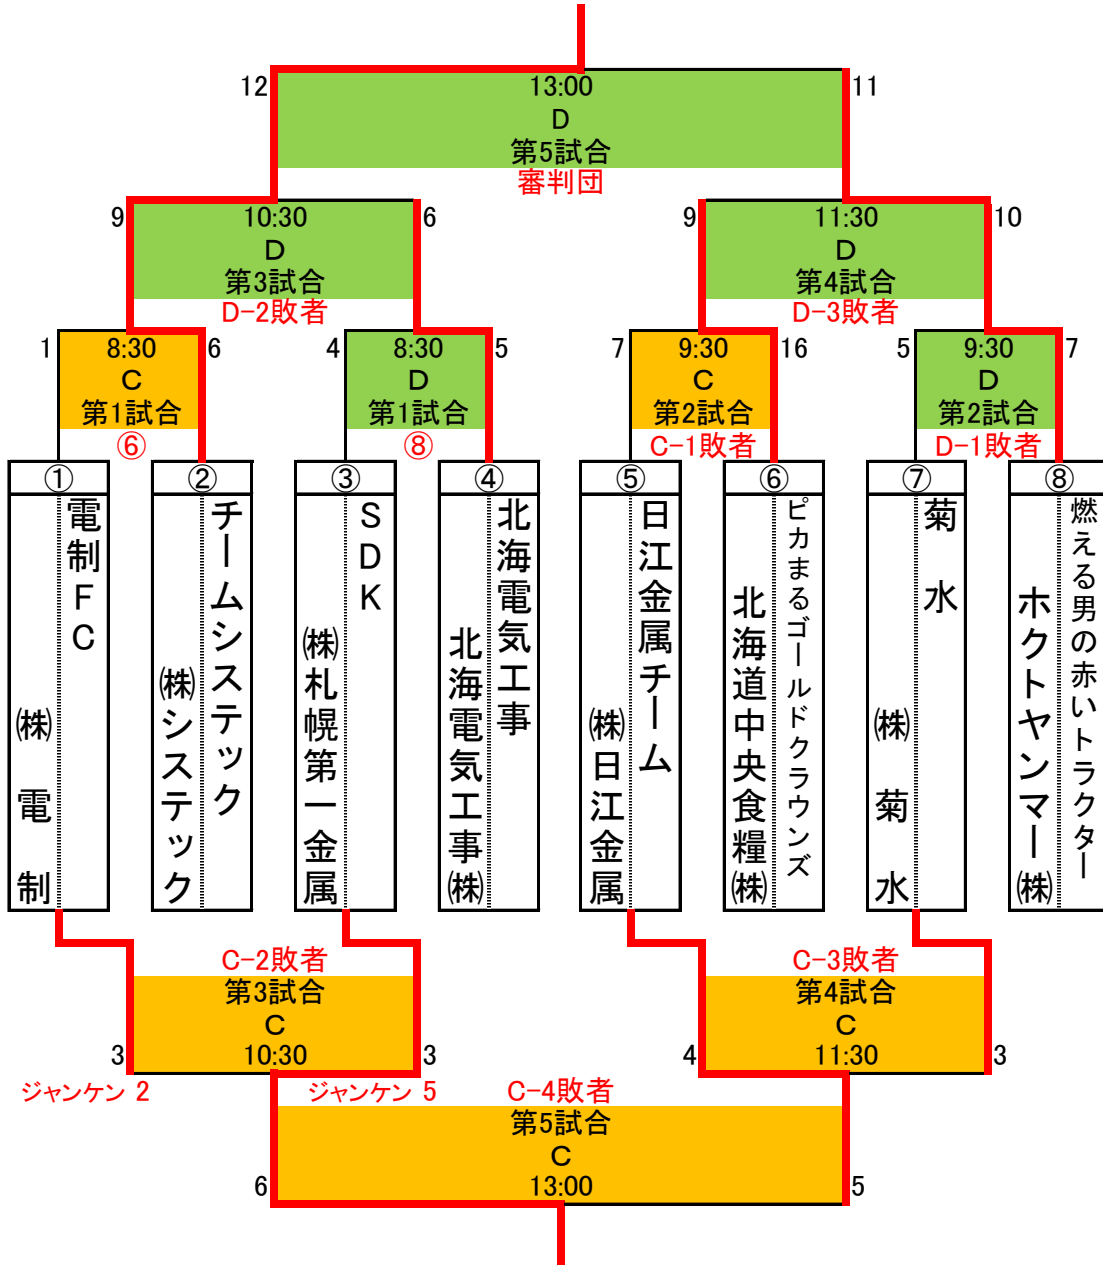 12 13:00 11
D
第5試合
審判団
9 10:30 6
D
第3試合
D-2敗者
9 11:30 10
D
第4試合
D-3敗者
1 8:30 6
C
第1試合
⑥
4 8:30 5
D
第1試合
⑧
7 9:30 16
C
第2試合
C-1敗者
5 9:30 7
D
第2試合
D-1敗者
①
電制FC
㈱電制
②
チームシステック
㈱システック
③
SDK
㈱札幌第一金属
④
北海電気工事
北海電気工事㈱
⑤
日江金属チーム
㈱日江金属
⑥
ピカまるゴールドクラウンズ
北海道中央食糧㈱
⑦
菊水
㈱菊水
⑧
燃える男の赤いトラクター
ホクトヤンマー㈱
C-2敗者
第3試合
C
3 10:30 3
ジャンケン 2
ジャンケン 5
C-3敗者
第4試合
C
4 11:30 3
C-4敗者
第5試合
C
6 13:00 5